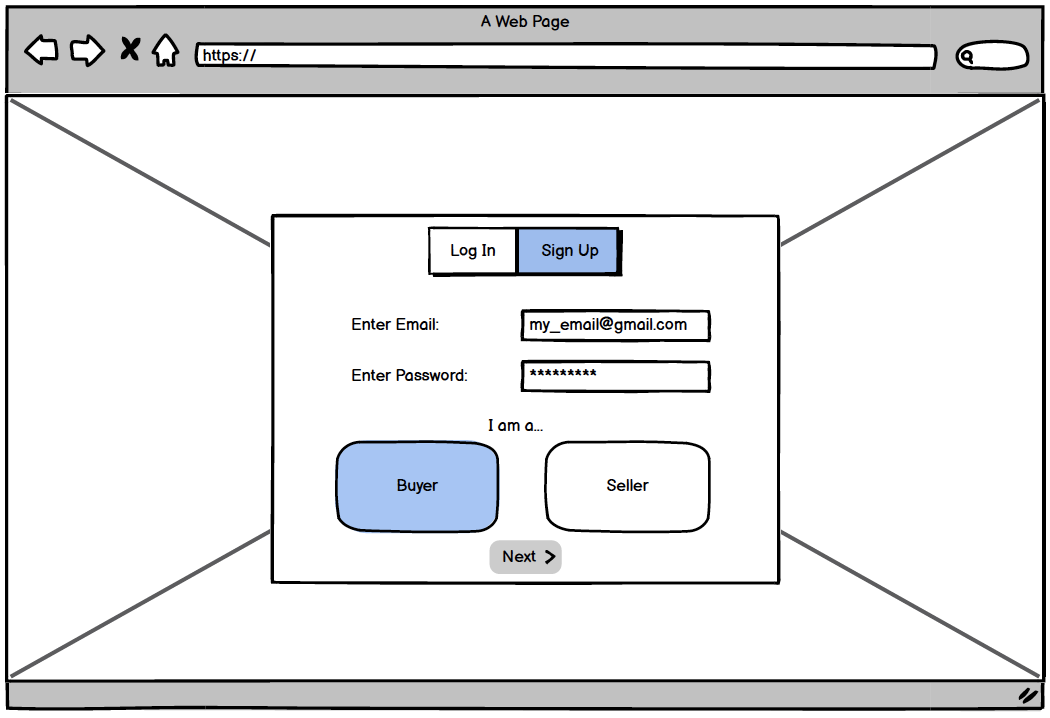 A Web Page
https://
Log In
Sign Up
Enter Email:
my_email@gmail.com
Enter Password:
*********
I am a...
Buyer
Seller
Next